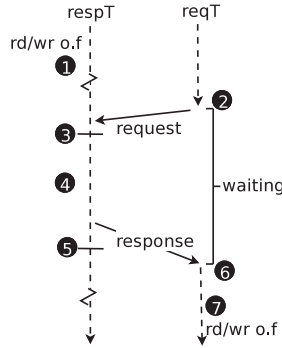 respT reqT
rd/wr o.f
1
2
request
3
4
waiting
response
5
6
7
rd/wr o.f